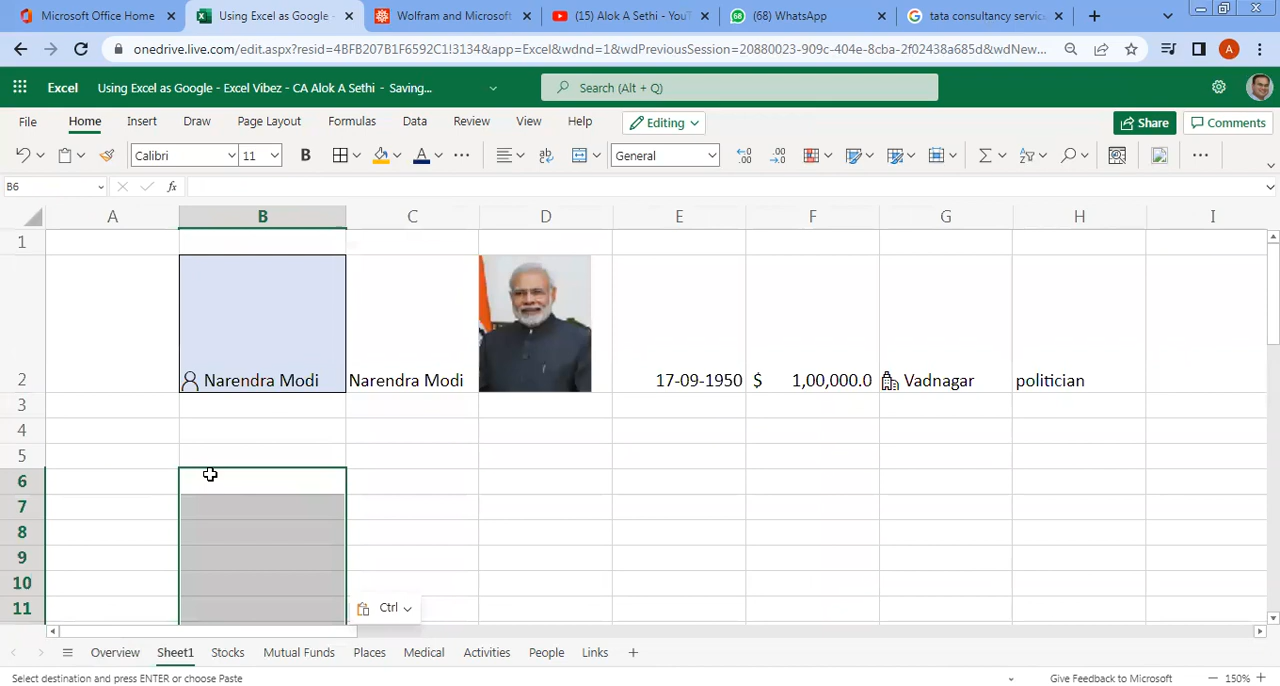 Microsoft Office Home
Using Excel as Google -
Wolfram and Microsoft
(15) Alok A Sethi - YouT
(68) WhatsApp
tata consultancy servic
onedrive.live.com/edit.aspx?resid=4BFB207B1F6592C1!3134&app=Excel&wdnd=1&wdPreviousSession=20880023-909c-404e-8cba-2f02438a685d&wdNew...
A
Excel
Using Excel as Google - Excel Vibez - CA Alok A Sethi - Saving...
Search (Alt + Q)
File Home Insert Draw Page Layout Formulas Data Review View Help Editing Share Comments
Calibri 11 B A General
B6 fx
A B C D E F G H I
1
2 Narendra Modi Narendra Modi 17-09-1950 $ 1,00,000.0 Vadnagar politician
3
4
5
6
7
8
9
10
11 Ctrl
Overview Sheet1 Stocks Mutual Funds Places Medical Activities People Links
Select destination and press ENTER or choose Paste Give Feedback to Microsoft 150%